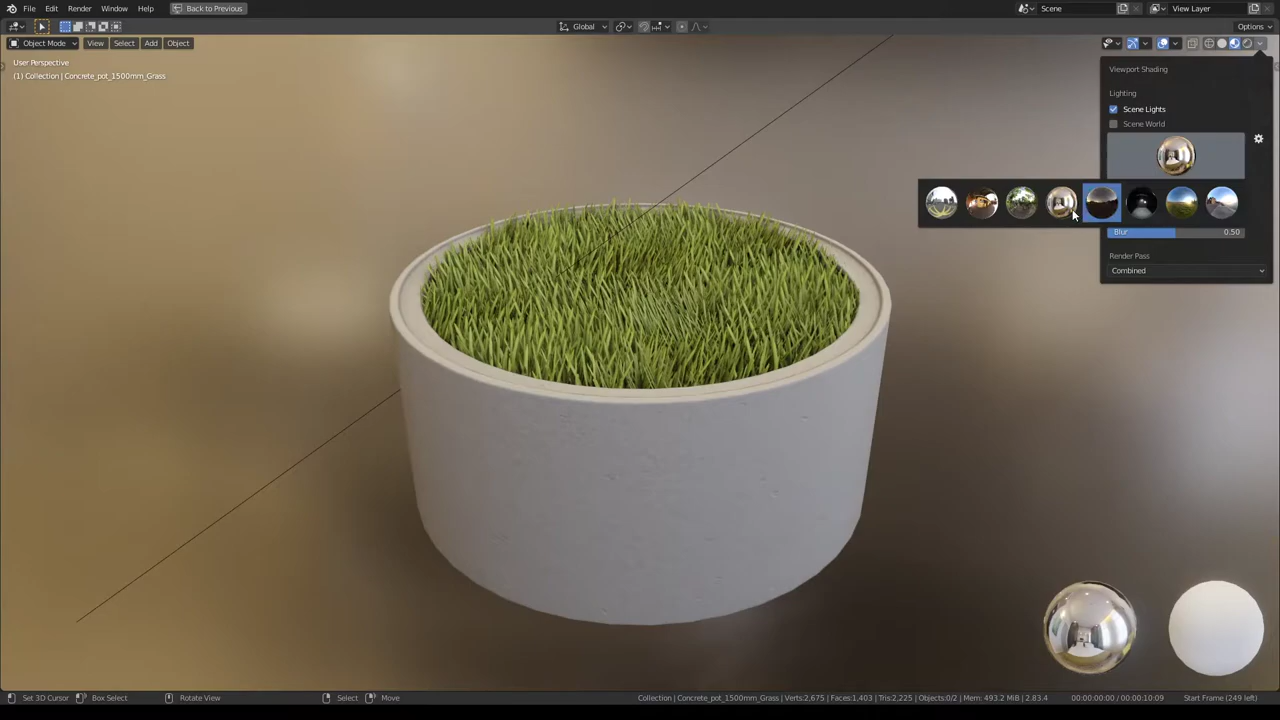 File Edit Render Window Help Back to Previous Scene View Layer
Global Options
Object Mode View Select Add Object
User Perspective
(1) Collection | Concrete_pot_1500mm_Grass
Viewport Shading
Lighting
Scene Lights
Scene World
Blur 0.50
Render Pass
Combined
Set 3D Cursor Box Select Rotate View Select Move Collection | Concrete_pot_1500mm_Grass | Verts:2,675 | Faces:1,403 | Tris:2,225 | Objects:0/2 | Mem: 493.2 MiB | 2.83.4 00:00:00:00 / 00:00:10:09 Start Frame (249 left)